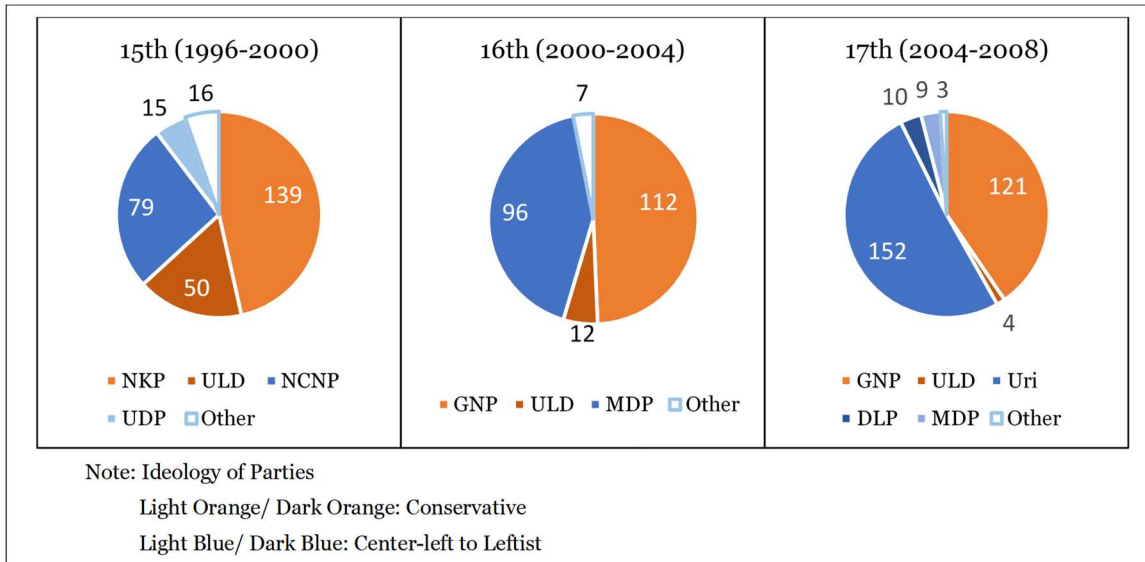 15th (1996-2000)
16
15
139
79
50
NKP ULD NCNP
UDP Other
16th (2000-2004)
7
112
96
12
GNP ULD MDP Other
17th (2004-2008)
10 9 3
121
152
4
GNP ULD Uri
DLP MDP Other
Note: Ideology of Parties
Light Orange/ Dark Orange: Conservative
Light Blue/ Dark Blue: Center-left to Leftist